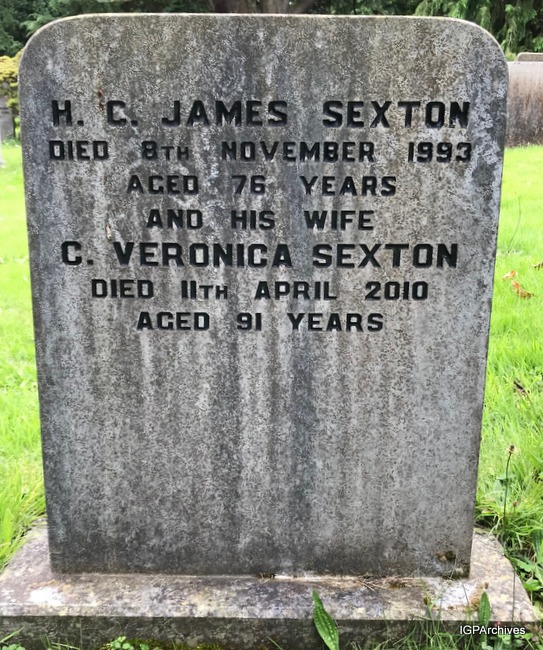 H. C. JAMES SEXTON
DIED 8TH NOVEMBER 1993
AGED 76 YEARS
AND HIS WIFE
C. VERONICA SEXTON
DIED 11TH APRIL 2010
AGED 91 YEARS
IGPArchives